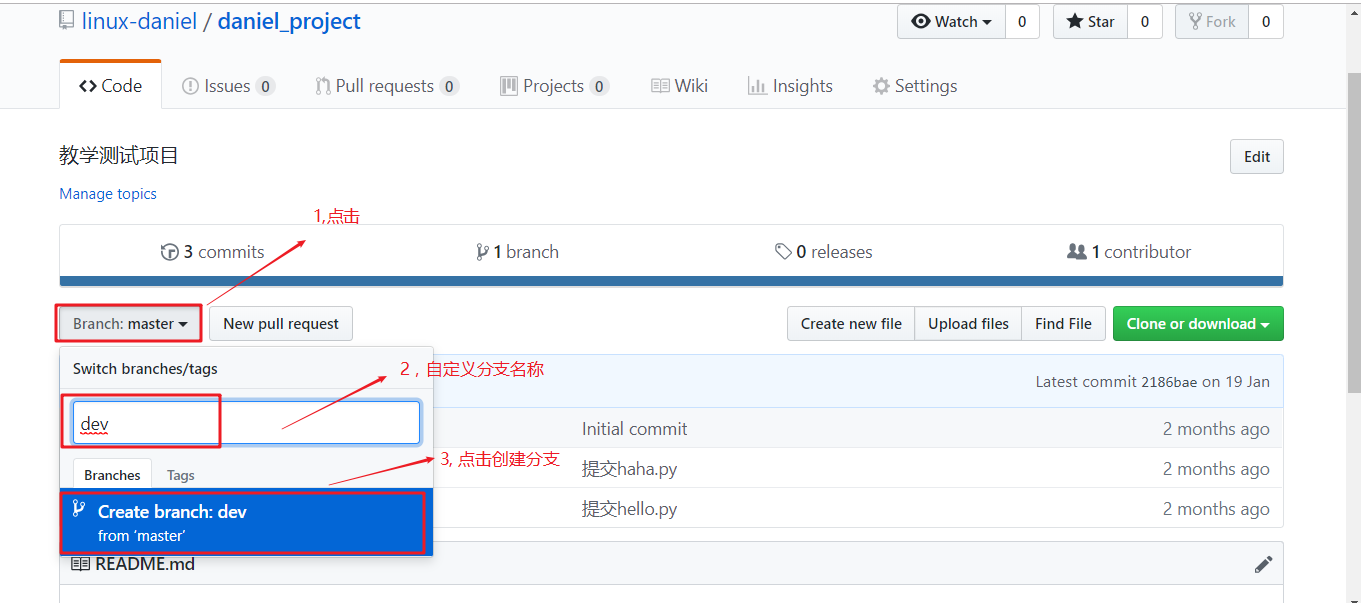 linux-daniel / daniel_project
Watch 0 Star 0 Fork 0
Code Issues 0 Pull requests 0 Projects 0 Wiki Insights Settings
教学测试项目
Edit
Manage topics
1,点击
3 commits 1 branch 0 releases 1 contributor
Branch: master New pull request Create new file Upload files Find File Clone or download
Switch branches/tags
2，自定义分支名称
Latest commit 2186bae on 19 Jan
dev
Initial commit 2 months ago
3, 点击创建分支
提交haha.py 2 months ago
Branches Tags
Create branch: dev
提交hello.py 2 months ago
from ‘master’
README.md